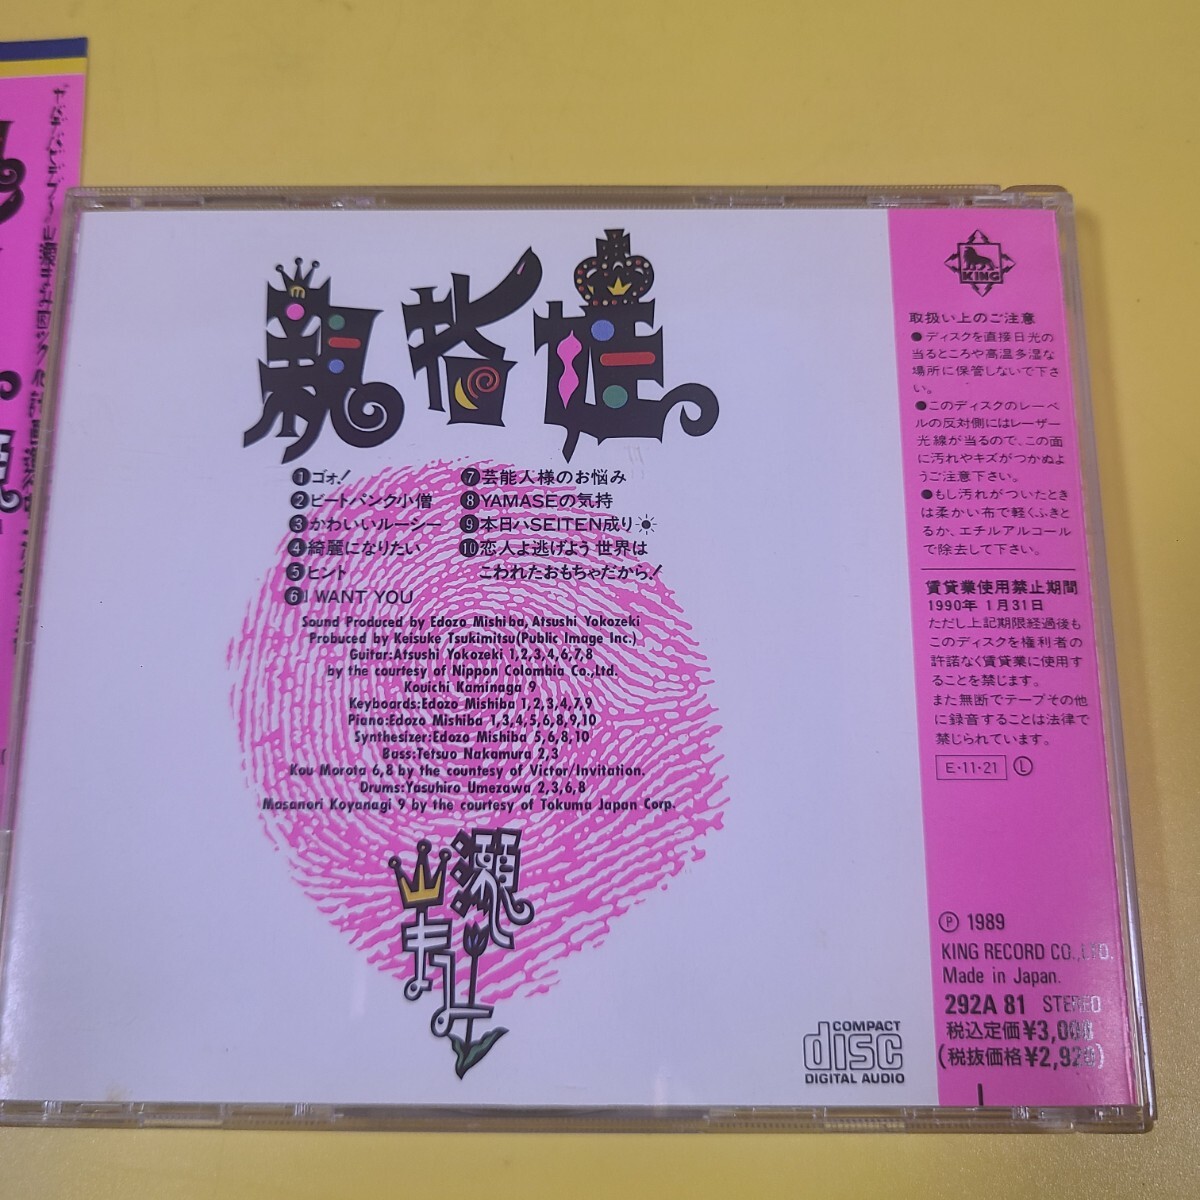 ❶ゴォ!
❷ビートパンク小僧
❸かわいいルーシー
❹綺麗になりたい
❺ヒント
❻I WANT YOU
❼芸能人様のお悩み
❽YAMASEの気持
❾本日ハSEITEN成り☀
❿恋人よ逃げよう 世界は
こわれたおもちゃだから!
Sound Produced by Edozo Mishiba, Atsushi Yokozeki
Produced by Keisuke Tsukimitsu(Public Image Inc.)
Guitar:Atsushi Yokozeki 1,2,3,4,6,7,8
by the courtesy of Nippon Colombia Co.,Ltd.
Kouichi Kaminaga 9
Keyboards:Edozo Mishiba 1,2,3,4,7,9
Piano:Edozo Mishiba 1,3,4,5,6,8,9,10
Synthesizer:Edozo Mishiba 5,6,8,10
Bass:Tetsuo Nakamura 2,3
Kou Morota 6,8 by the countesy of Victor/Invitation.
Drums:Yasuhiro Umezawa 2,3,6,8
Masanori Koyanagi 9 by the courtesy of Tokuma Japan Corp.
COMPACT
disc
DIGITAL AUDIO
KING
取扱い上のご注意
●ディスクを直接日光の
当るところや高温多湿な
場所に保管しないで下さ
い。
●このディスクのレーベ
ルの反対側にはレーザー
光線が当るので、この面
に汚れやキズがつかぬよ
うご注意下さい。
●もし汚れがついたとき
は柔かい布で軽くふきと
るか、エチルアルコール
で除去して下さい。
賃貸業使用禁止期間
1990年 1月31日
ただし上記期限経過後も
このディスクを権利者の
許諾なく賃貸業に使用す
ることを禁じます。
また無断でテープその他
に録音することは法律で
禁じられています。
E・11・21 Ⓛ
Ⓟ 1989
KING RECORD CO.,LTD.
Made in Japan.
292A 81 STEREO
税込定価¥3,008
(税抜価格¥2,920)